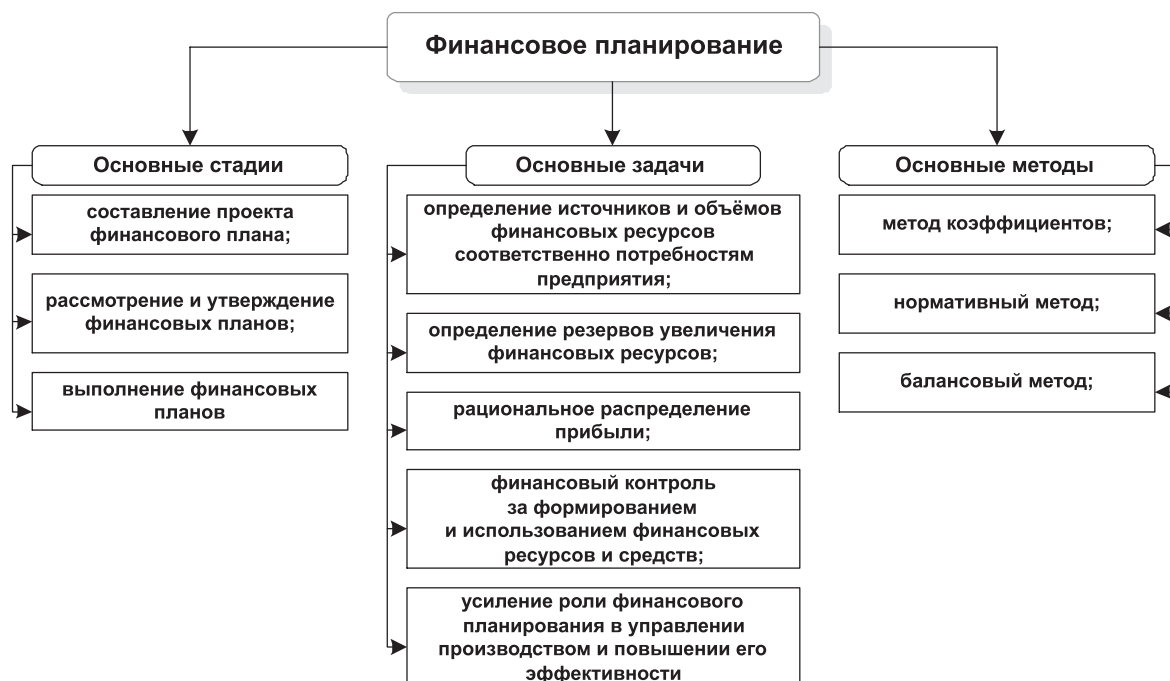 Финансовое планирование
Основные стадии
составление проекта
финансового плана;
рассмотрение и утверждение
финансовых планов;
выполнение финансовых
планов
Основные задачи
определение источников и объёмов
финансовых ресурсов
соответственно потребностям
предприятия;
определение резервов увеличения
финансовых ресурсов;
рациональное распределение
прибыли;
финансовый контроль
за формированием
и использованием финансовых
ресурсов и средств;
усиление роли финансового
планирования в управлении
производством и повышении его
эффективности
Основные методы
метод коэффициентов;
нормативный метод;
балансовый метод;